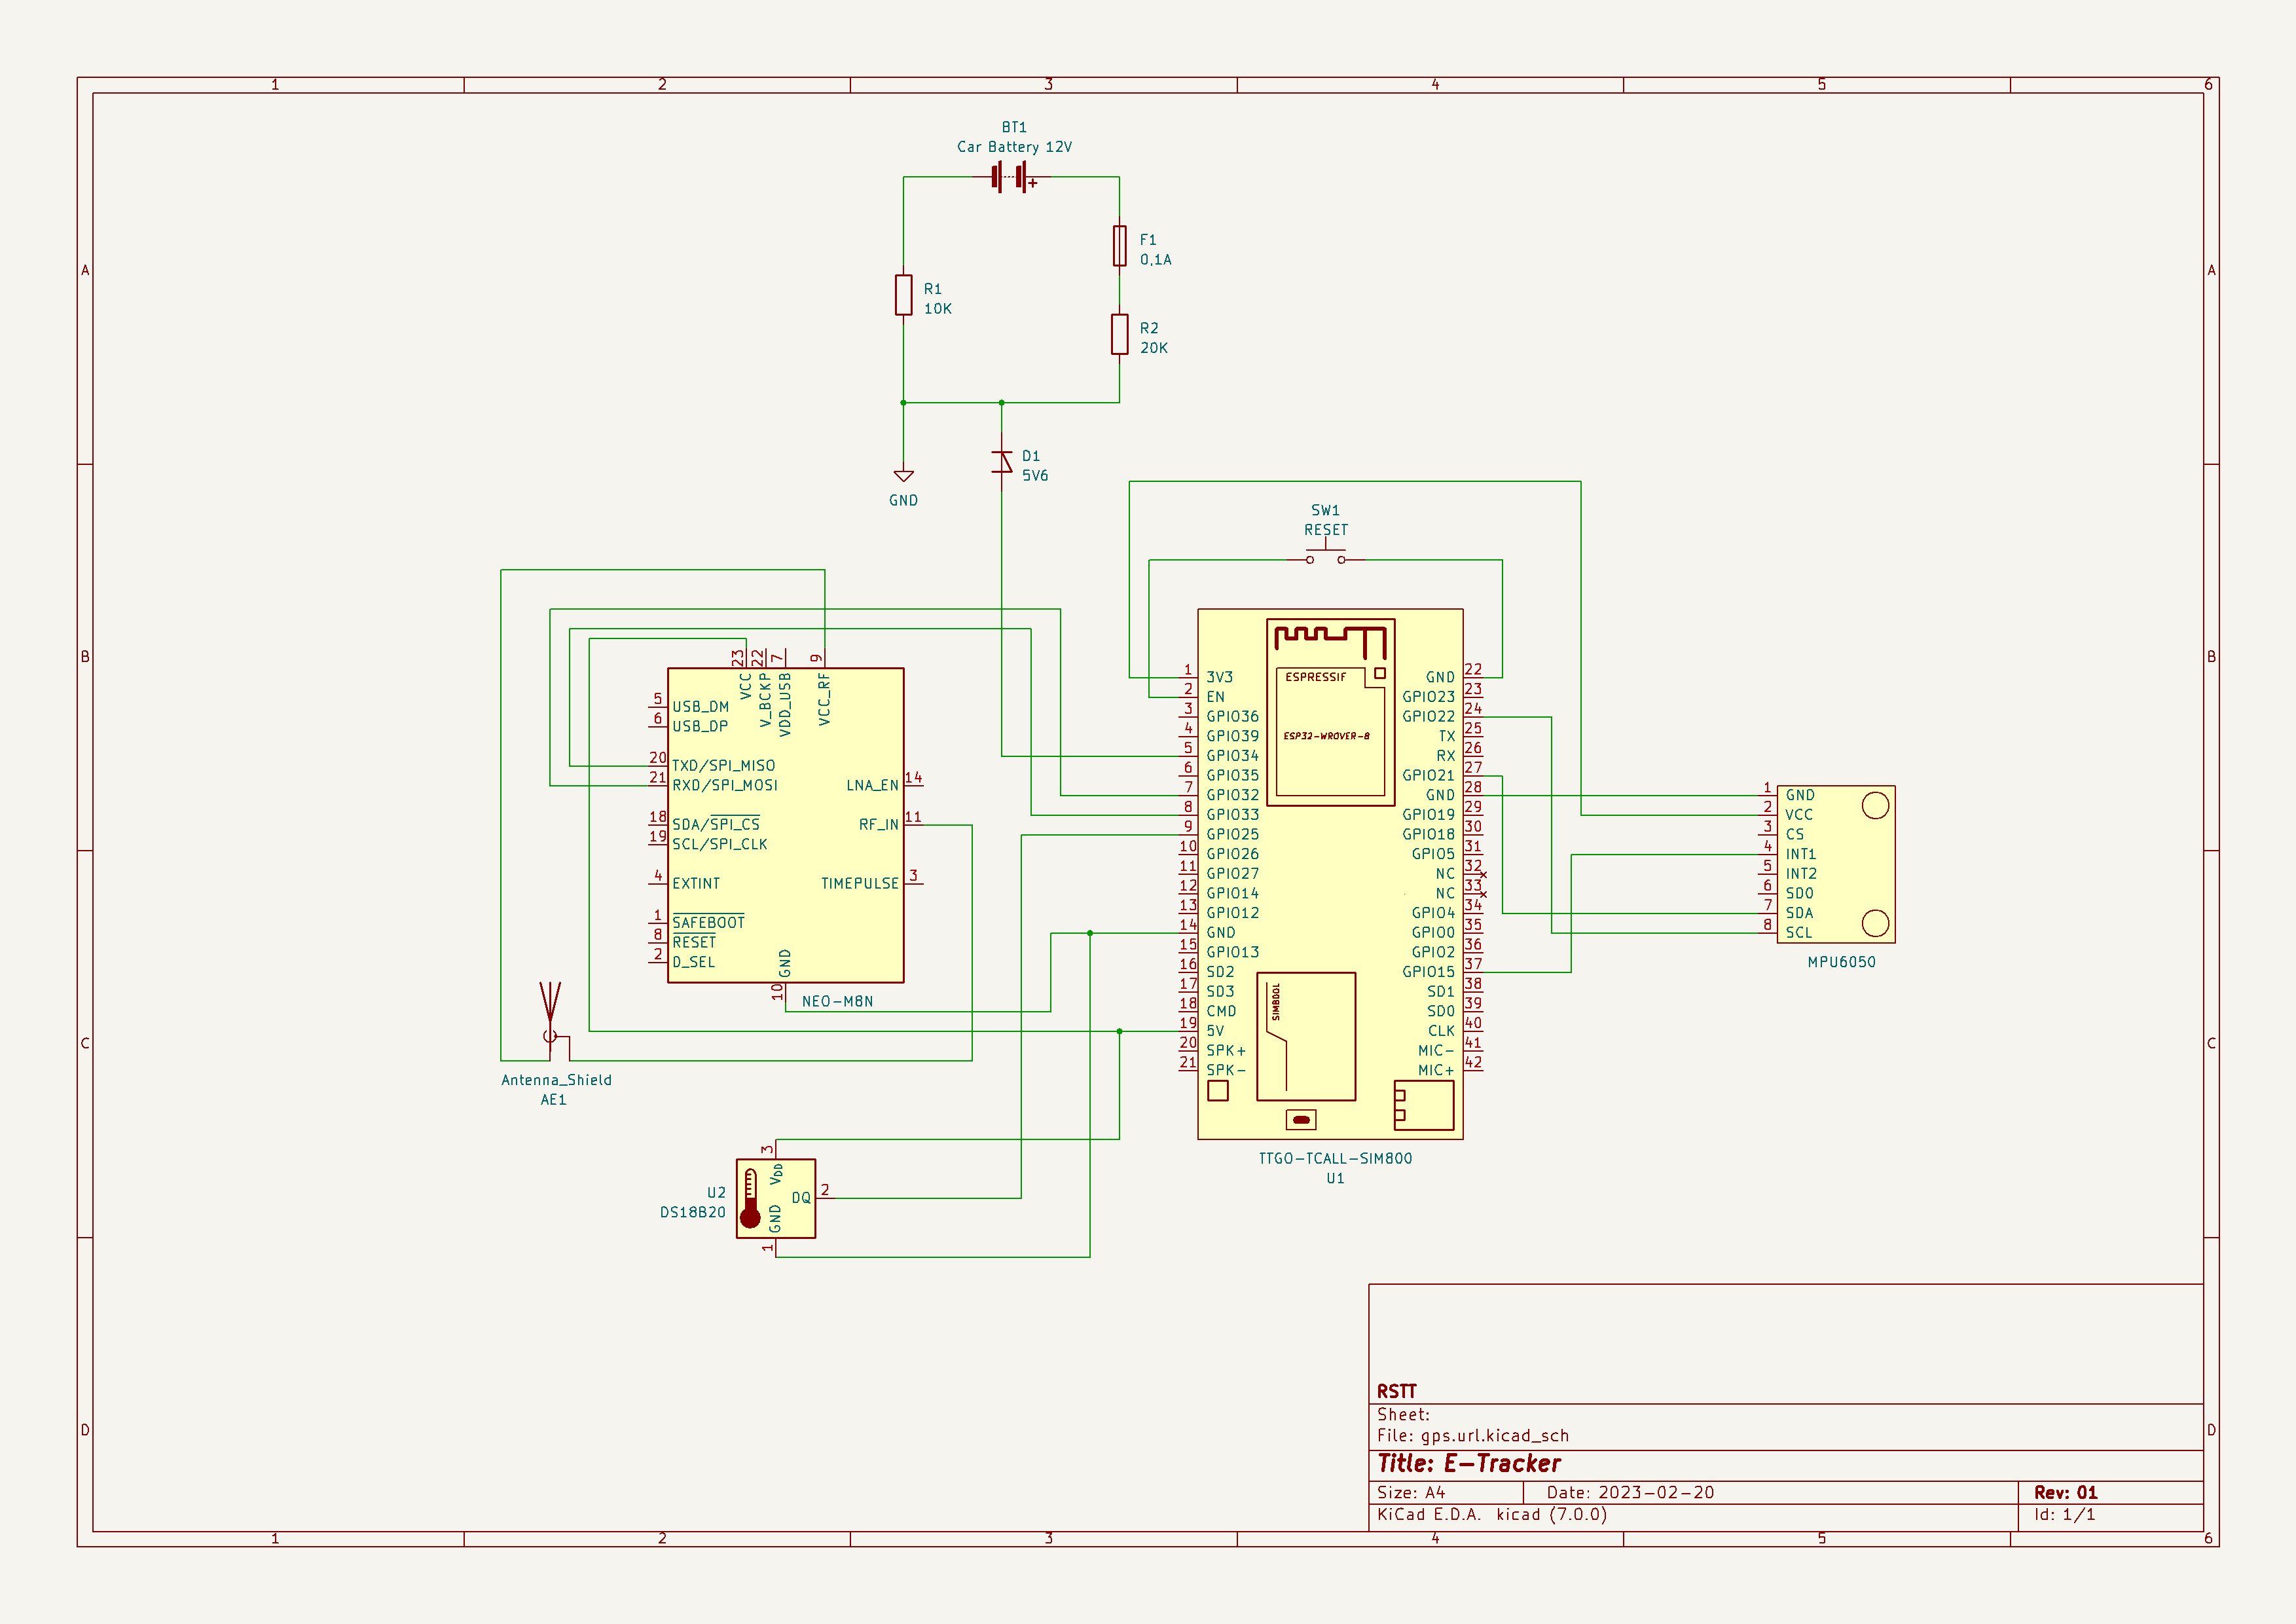 1 2 3 4 5 6
A
B
C
D
A
B
C
D
BT1
Car Battery 12V
+
F1
0,1A
R1
10K
R2
20K
D1
5V6
GND
SW1
RESET
23 VCC
22 V_BCKP
7 VDD_USB
9 VCC_RF
5 USB_DM
6 USB_DP
20 TXD/SPI_MISO
21 RXD/SPI_MOSI
18 SDA/SPI_CS
19 SCL/SPI_CLK
4 EXTINT
1 SAFEBOOT
8 RESET
2 D_SEL
LNA_EN 14
RF_IN 11
TIMEPULSE 3
GND 10
NEO-M8N
Antenna_Shield
AE1
U2
DS18B20
3 VDD
DQ 2
GND 1
ESPRESSIF
ESP32-WROVER-B
SIM800L
1 3V3
2 EN
3 GPIO36
4 GPIO39
5 GPIO34
6 GPIO35
7 GPIO32
8 GPIO33
9 GPIO25
10 GPIO26
11 GPIO27
12 GPIO14
13 GPIO12
14 GND
15 GPIO13
16 SD2
17 SD3
18 CMD
19 5V
20 SPK+
21 SPK-
GND 22
GPIO23 23
GPIO22 24
TX 25
RX 26
GPIO21 27
GND 28
GPIO19 29
GPIO18 30
GPIO5 31
NC 32
NC 33
GPIO4 34
GPIO0 35
GPIO2 36
GPIO15 37
SD1 38
SD0 39
CLK 40
MIC- 41
MIC+ 42
TTGO-TCALL-SIM800
U1
1 GND
2 VCC
3 CS
4 INT1
5 INT2
6 SD0
7 SDA
8 SCL
MPU6050
RSTT
Sheet:
File: gps.url.kicad_sch
Title: E-Tracker
Size: A4 Date: 2023-02-20 Rev: 01
KiCad E.D.A. kicad (7.0.0) Id: 1/1
1 2 3 4 5 6